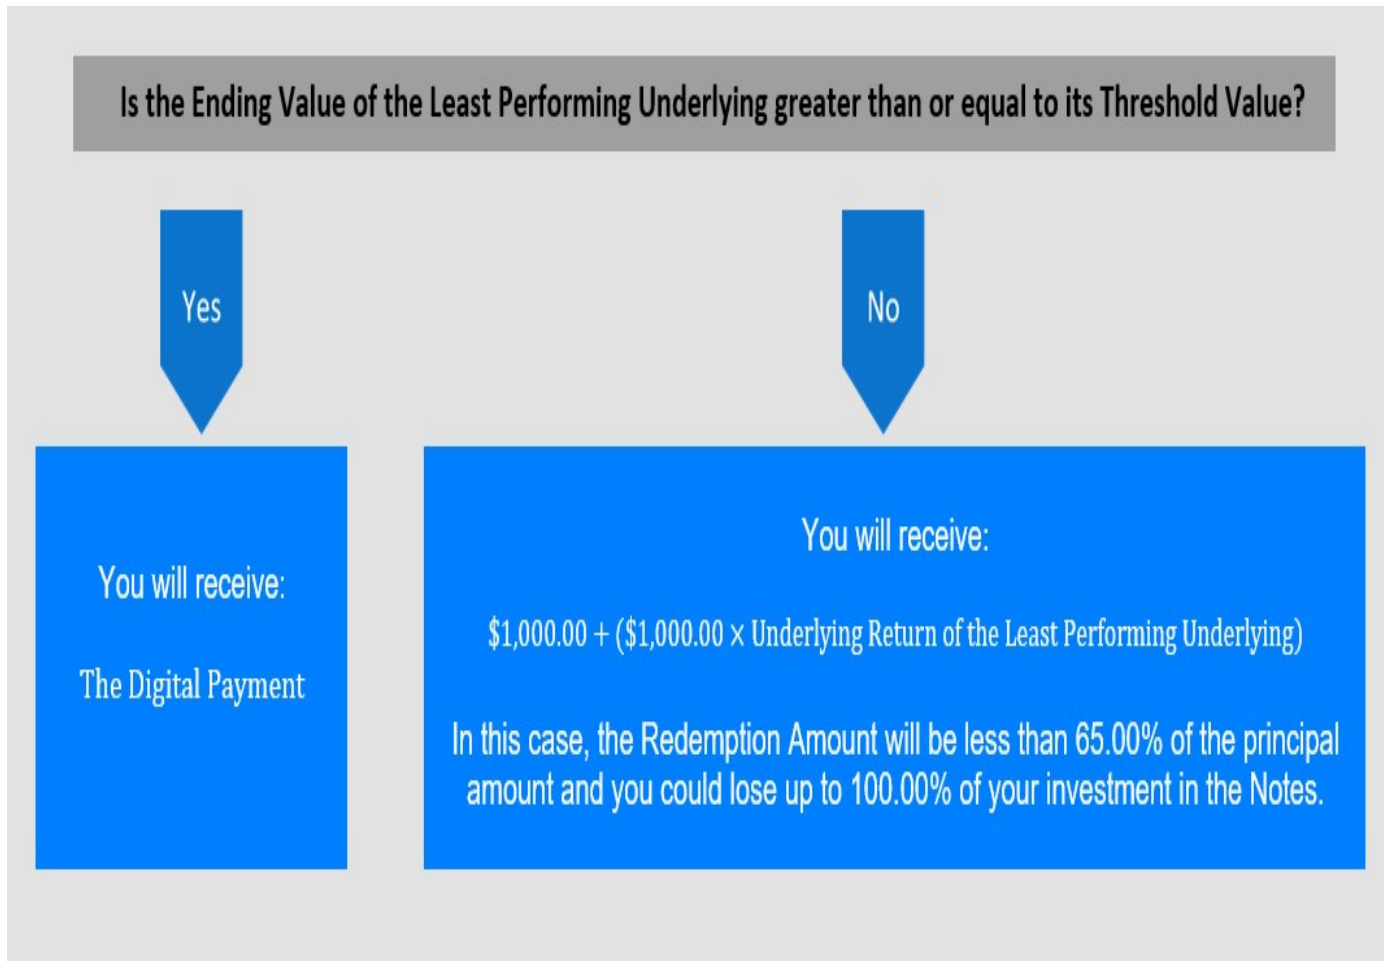 Is the Ending Value of the Least Performing Underlying greater than or equal to its Threshold Value?
Yes
No
You will receive:
The Digital Payment
You will receive:
$1,000.00 + ($1,000.00 × Underlying Return of the Least Performing Underlying)
In this case, the Redemption Amount will be less than 65.00% of the principal
amount and you could lose up to 100.00% of your investment in the Notes.